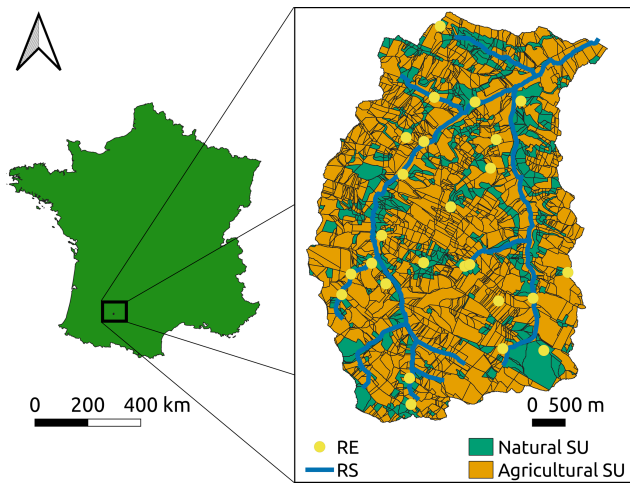 0 200 400 km
0 500 m
RE
Natural SU
RS
Agricultural SU